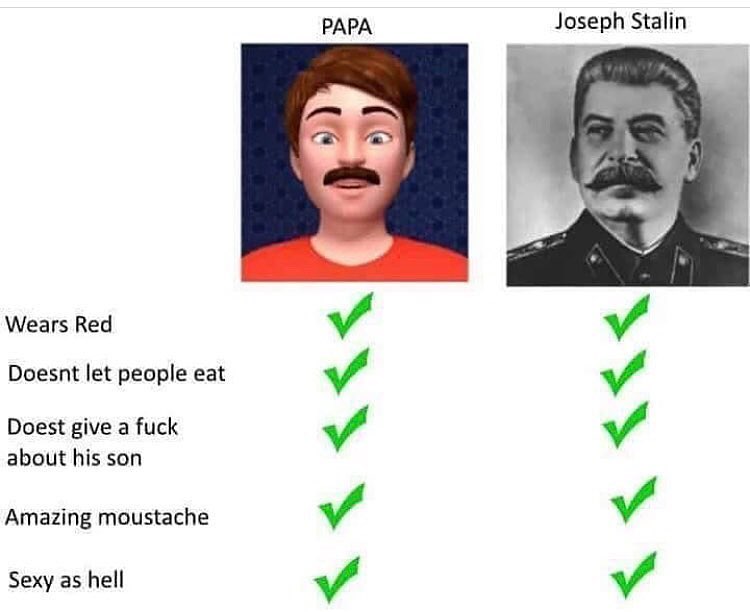 PAPA
Joseph Stalin
Wears Red
Doesnt let people eat
Doest give a fuck
about his son
Amazing moustache
Sexy as hell